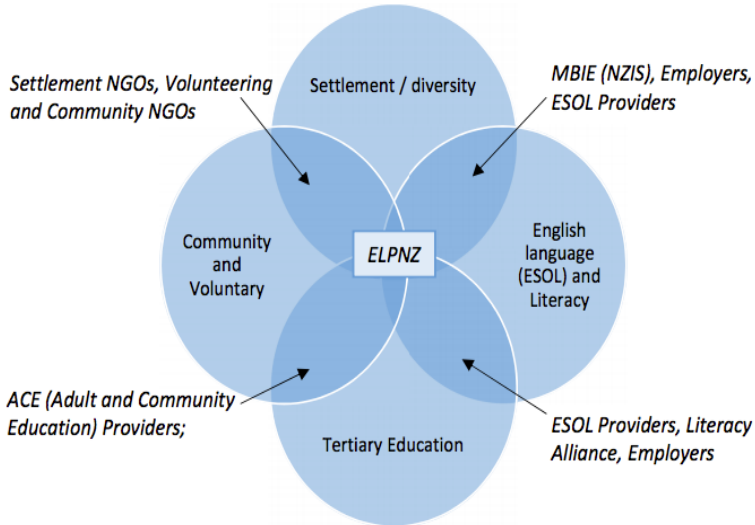 Settlement NGOs, Volunteering
and Community NGOs
Settlement / diversity
MBIE (NZIS), Employers,
ESOL Providers
Community
and
Voluntary
ELPNZ
English
language
(ESOL) and
Literacy
ACE (Adult and Community
Education) Providers;
Tertiary Education
ESOL Providers, Literacy
Alliance, Employers